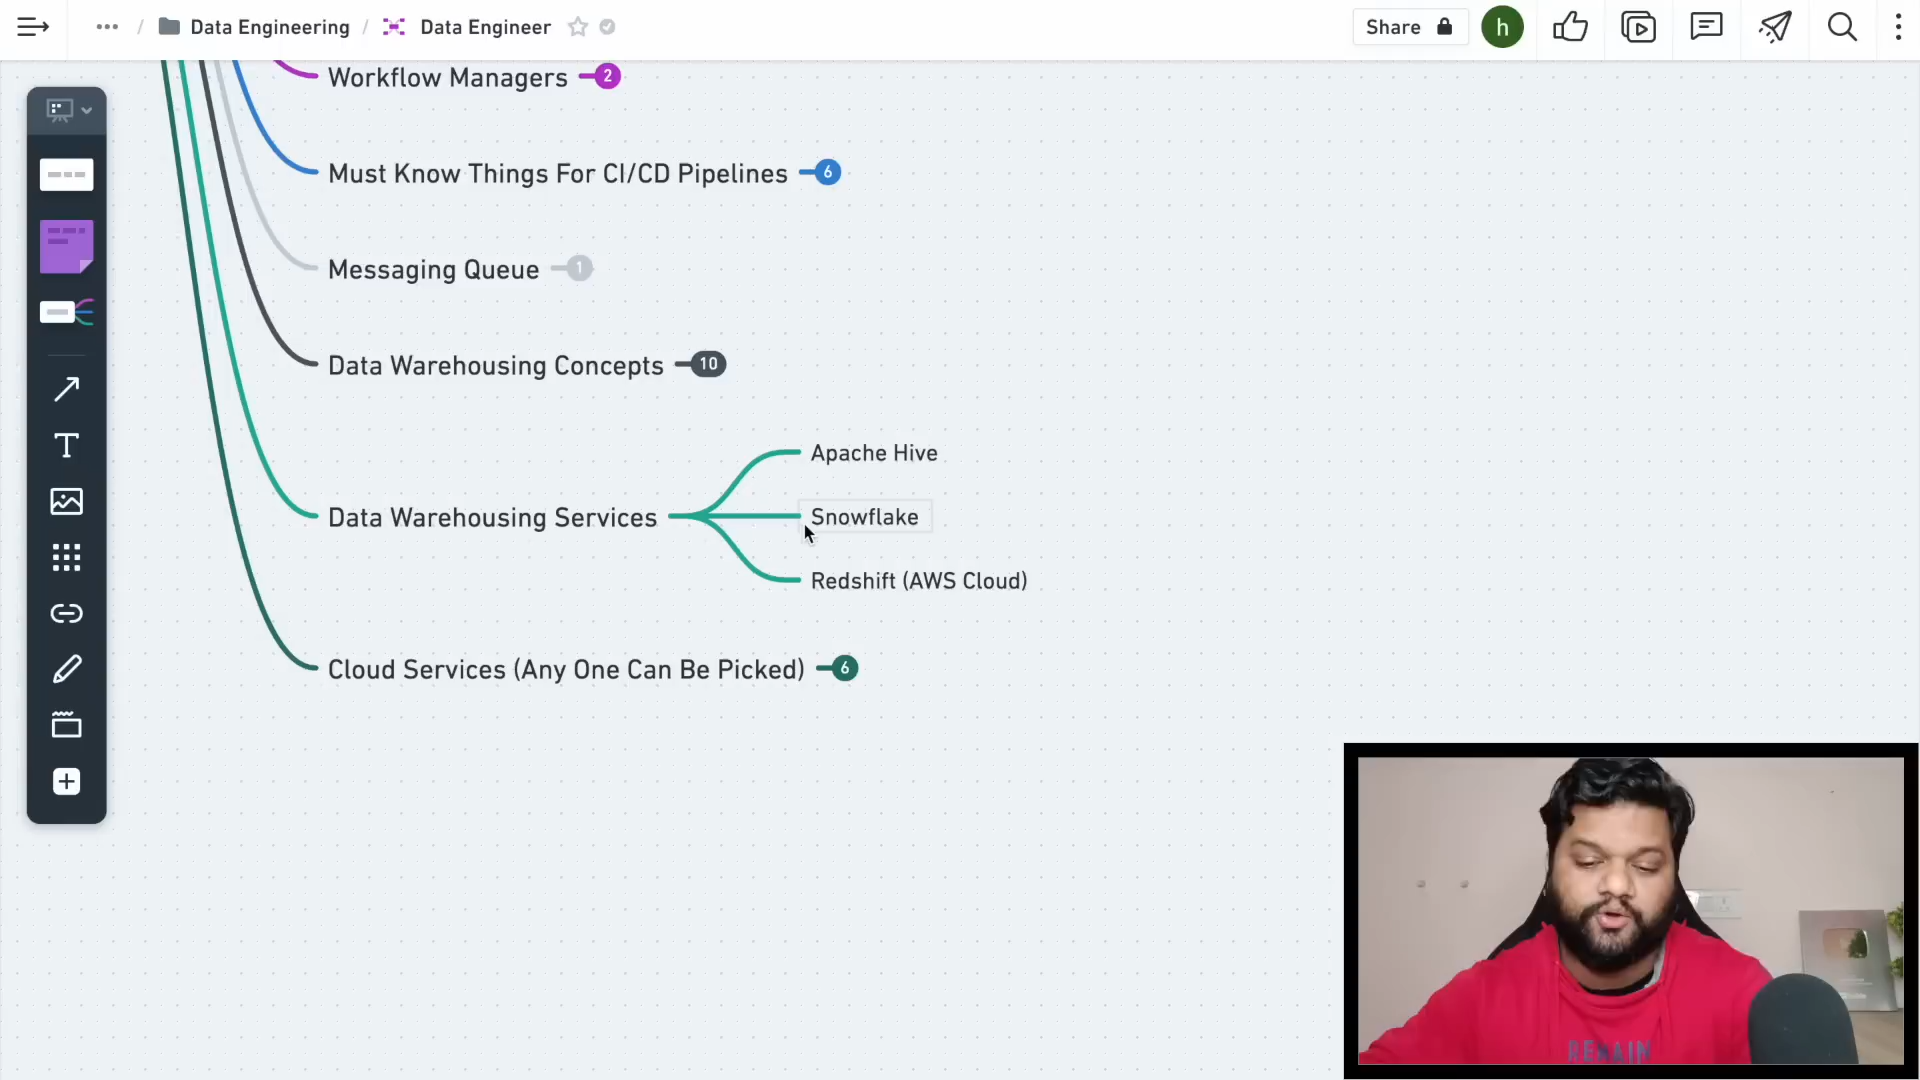 Data Engineering / Data Engineer
Share
h
Workflow Managers 2
Must Know Things For CI/CD Pipelines 6
Messaging Queue 1
Data Warehousing Concepts 10
Apache Hive
Data Warehousing Services
Snowflake
Redshift (AWS Cloud)
Cloud Services (Any One Can Be Picked) 6
T
REMAIN